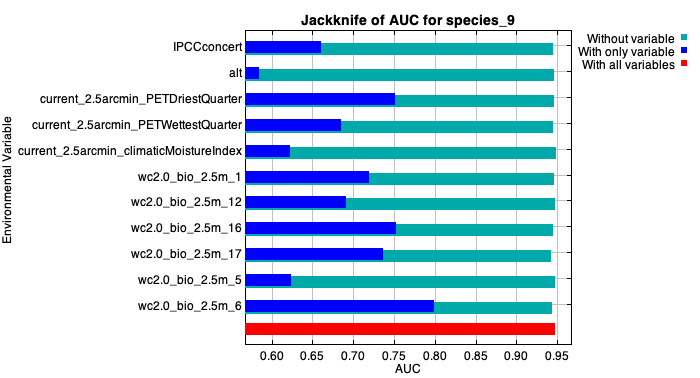 Jackknife of AUC for species_9
Without variable
With only variable
With all variables
Environmental Variable
IPCCconcert
alt
current_2.5arcmin_PETDriestQuarter
current_2.5arcmin_PETWettestQuarter
current_2.5arcmin_climaticMoistureIndex
wc2.0_bio_2.5m_1
wc2.0_bio_2.5m_12
wc2.0_bio_2.5m_16
wc2.0_bio_2.5m_17
wc2.0_bio_2.5m_5
wc2.0_bio_2.5m_6
0.60 0.65 0.70 0.75 0.80 0.85 0.90 0.95
AUC